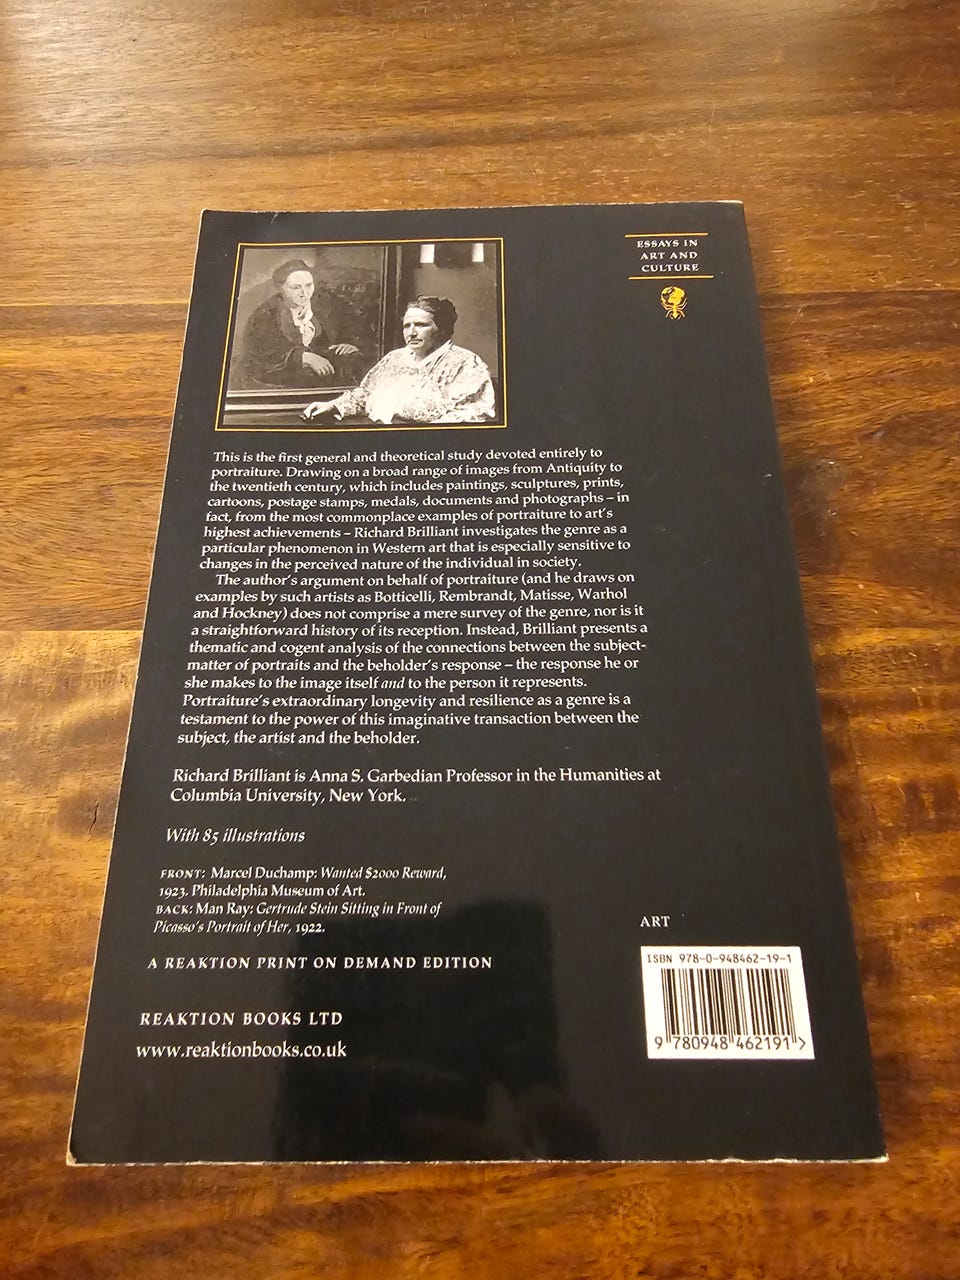 ESSAYS IN
ART AND
CULTURE
This is the first general and theoretical study devoted entirely to
portraiture. Drawing on a broad range of images from Antiquity to
the twentieth century, which includes paintings, sculptures, prints,
cartoons, postage stamps, medals, documents and photographs – in
fact, from the most commonplace examples of portraiture to art's
highest achievements – Richard Brilliant investigates the genre as a
particular phenomenon in Western art that is especially sensitive to
changes in the perceived nature of the individual in society.
The author's argument on behalf of portraiture (and he draws on
examples by such artists as Botticelli, Rembrandt, Matisse, Warhol
and Hockney) does not comprise a mere survey of the genre, nor is it
a straightforward history of its reception. Instead, Brilliant presents a
thematic and cogent analysis of the connections between the subject-
matter of portraits and the beholder's response – the response he or
she makes to the image itself and to the person it represents.
Portraiture's extraordinary longevity and resilience as a genre is a
testament to the power of this imaginative transaction between the
subject, the artist and the beholder.
Richard Brilliant is Anna S. Garbedian Professor in the Humanities at
Columbia University, New York.
With 85 illustrations
FRONT: Marcel Duchamp: Wanted $2000 Reward,
1923. Philadelphia Museum of Art.
BACK: Man Ray: Gertrude Stein Sitting in Front of
Picasso's Portrait of Her, 1922.
A REAKTION PRINT ON DEMAND EDITION
REAKTION BOOKS LTD
www.reaktionbooks.co.uk
ART
ISBN 978-0-948462-19-1
9 780948 462191 >